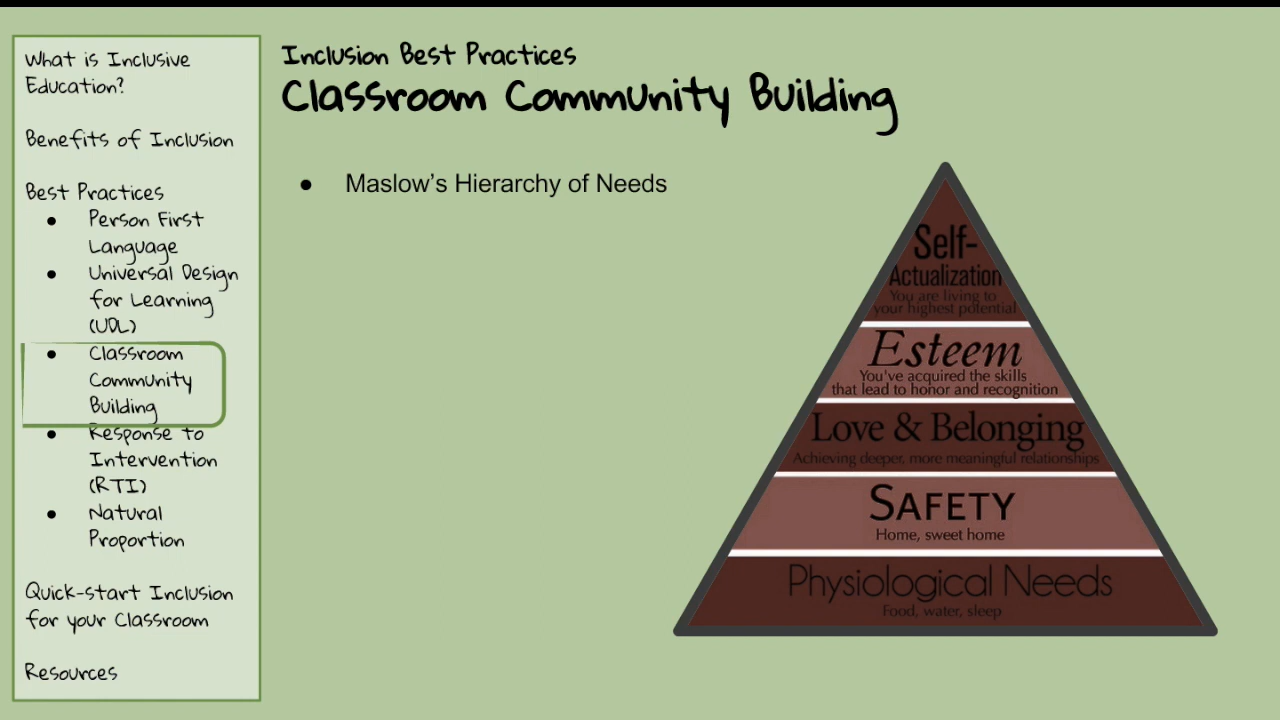 What is Inclusive
Education?
Benefits of Inclusion
Best Practices
● Person First
Language
● Universal Design
for Learning
(UDL)
● Classroom
Community
Building
● Response to
Intervention
(RTI)
● Natural
Proportion
Quick-start Inclusion
for your Classroom
Resources
Inclusion Best Practices
Classroom Community Building
● Maslow's Hierarchy of Needs
Self-
Actualization
You are living to
your highest potential
Esteem
You've acquired the skills
that lead to honor and recognition
Love & Belonging
Achieving deeper, more meaningful relationships
SAFETY
Home, sweet home
Physiological Needs
Food, water, sleep